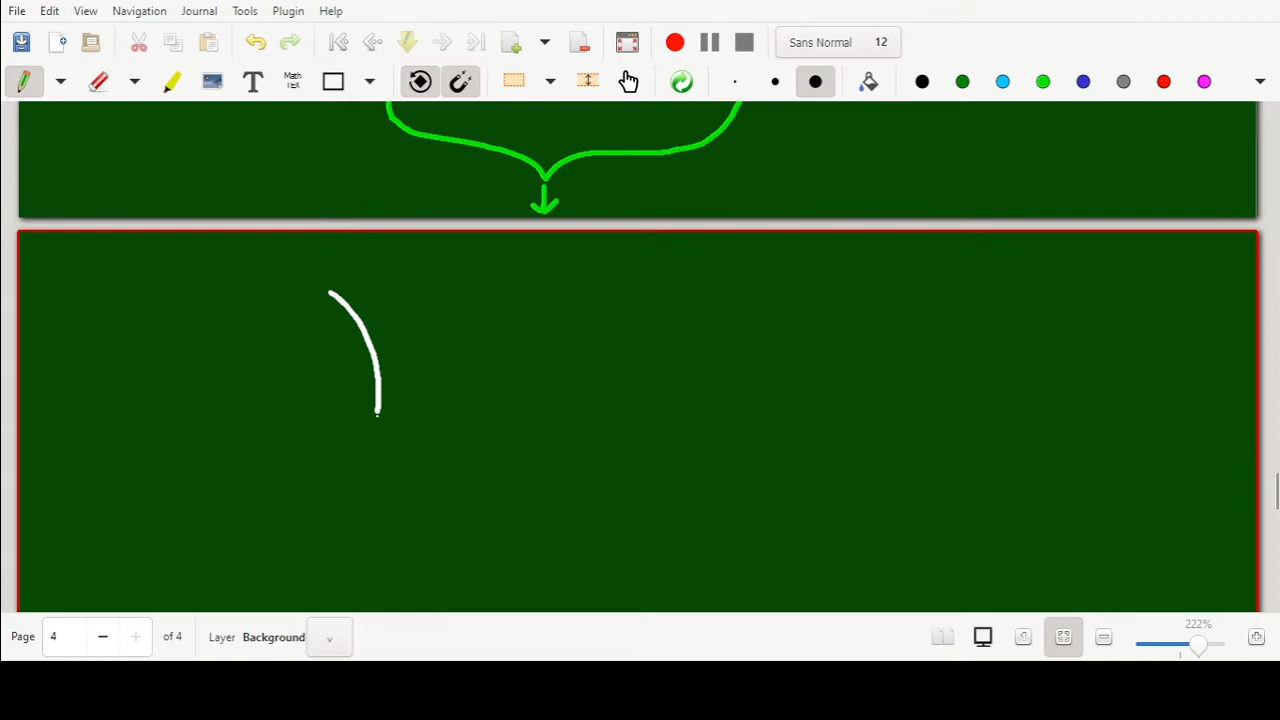 File Edit View Navigation Journal Tools Plugin Help
Sans Normal 12
T Math TEX
Page 4 of 4 Layer Background v 222%